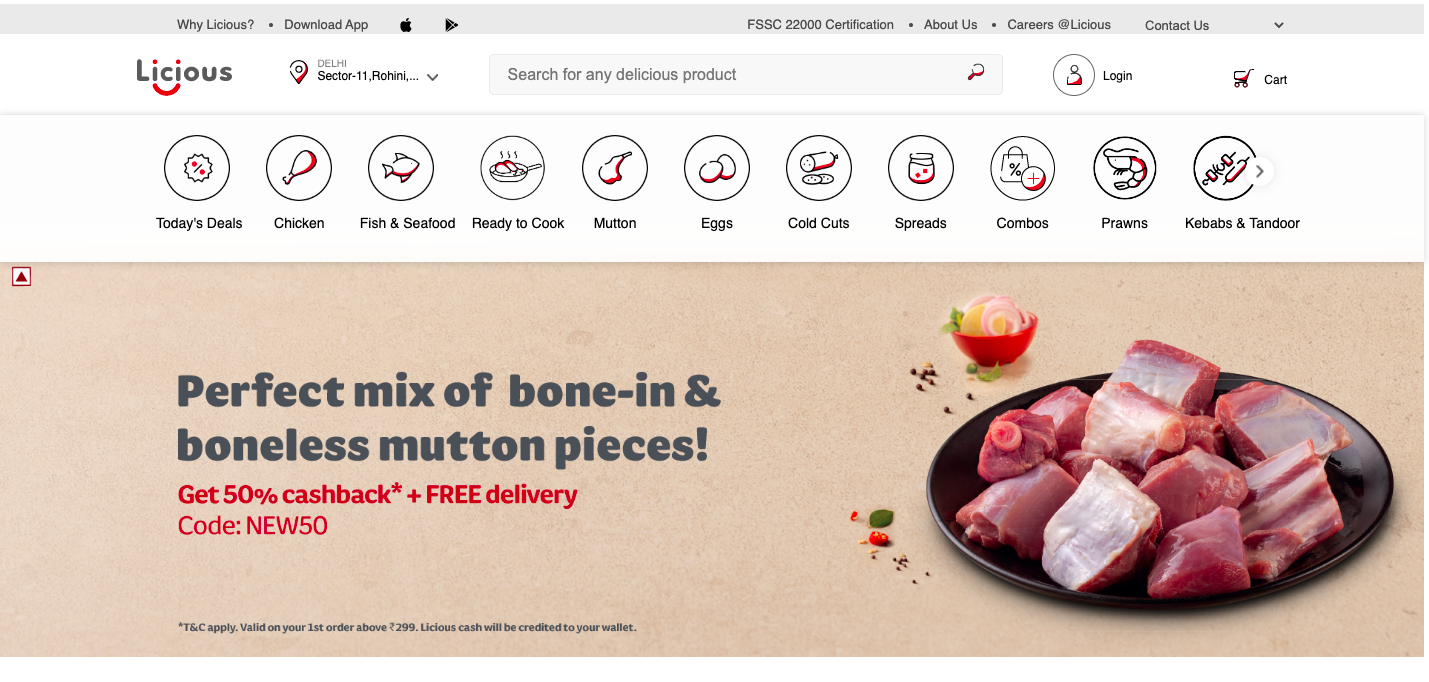 Why Licious? • Download App FSSC 22000 Certification • About Us • Careers @Licious Contact Us
Licious
DELHI
Sector-11,Rohini,...
Search for any delicious product
Login
Cart
Today's Deals Chicken Fish & Seafood Ready to Cook Mutton Eggs Cold Cuts Spreads Combos Prawns Kebabs & Tandoor
Perfect mix of bone-in &
boneless mutton pieces!
Get 50% cashback* + FREE delivery
Code: NEW50
*T&C apply. Valid on your 1st order above ₹299. Licious cash will be credited to your wallet.